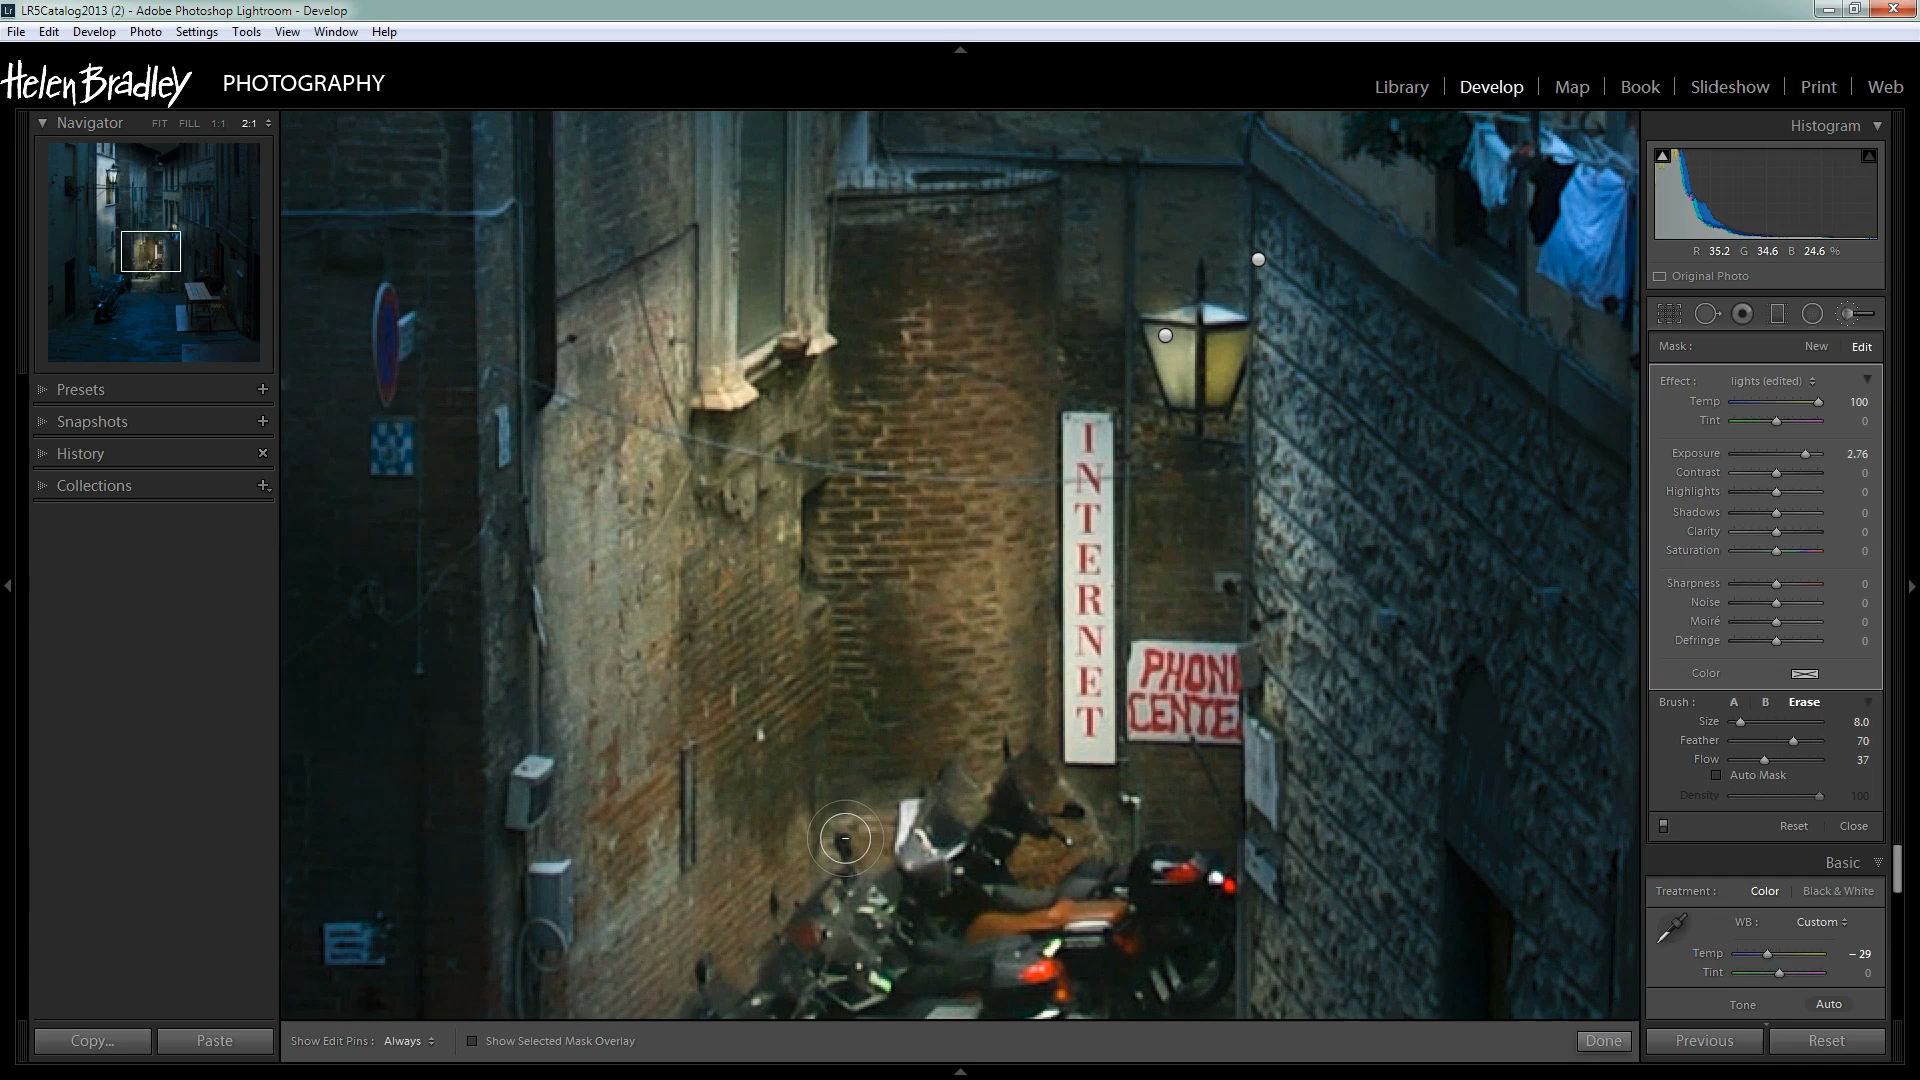 Lr LR5Catalog2013 (2) - Adobe Photoshop Lightroom - Develop
File Edit Develop Photo Settings Tools View Window Help
Helen Bradley PHOTOGRAPHY
Library Develop Map Book Slideshow Print Web
Navigator FIT FILL 1:1 2:1
Presets
Snapshots
History
Collections
Copy... Paste
INTERNET
PHON
CENTE
Show Edit Pins : Always Show Selected Mask Overlay Done
Histogram
R 35.2 G 34.6 B 24.6 %
Original Photo
Mask : New Edit
Effect : lights (edited)
Temp 100
Tint 0
Exposure 2.76
Contrast 0
Highlights 0
Shadows 0
Clarity 0
Saturation 0
Sharpness 0
Noise 0
Moiré 0
Defringe 0
Color
Brush : A B Erase
Size 8.0
Feather 70
Flow 37
Auto Mask
Density 100
Reset Close
Basic
Treatment : Color Black & White
WB : Custom
Temp – 29
Tint 0
Tone Auto
Previous Reset